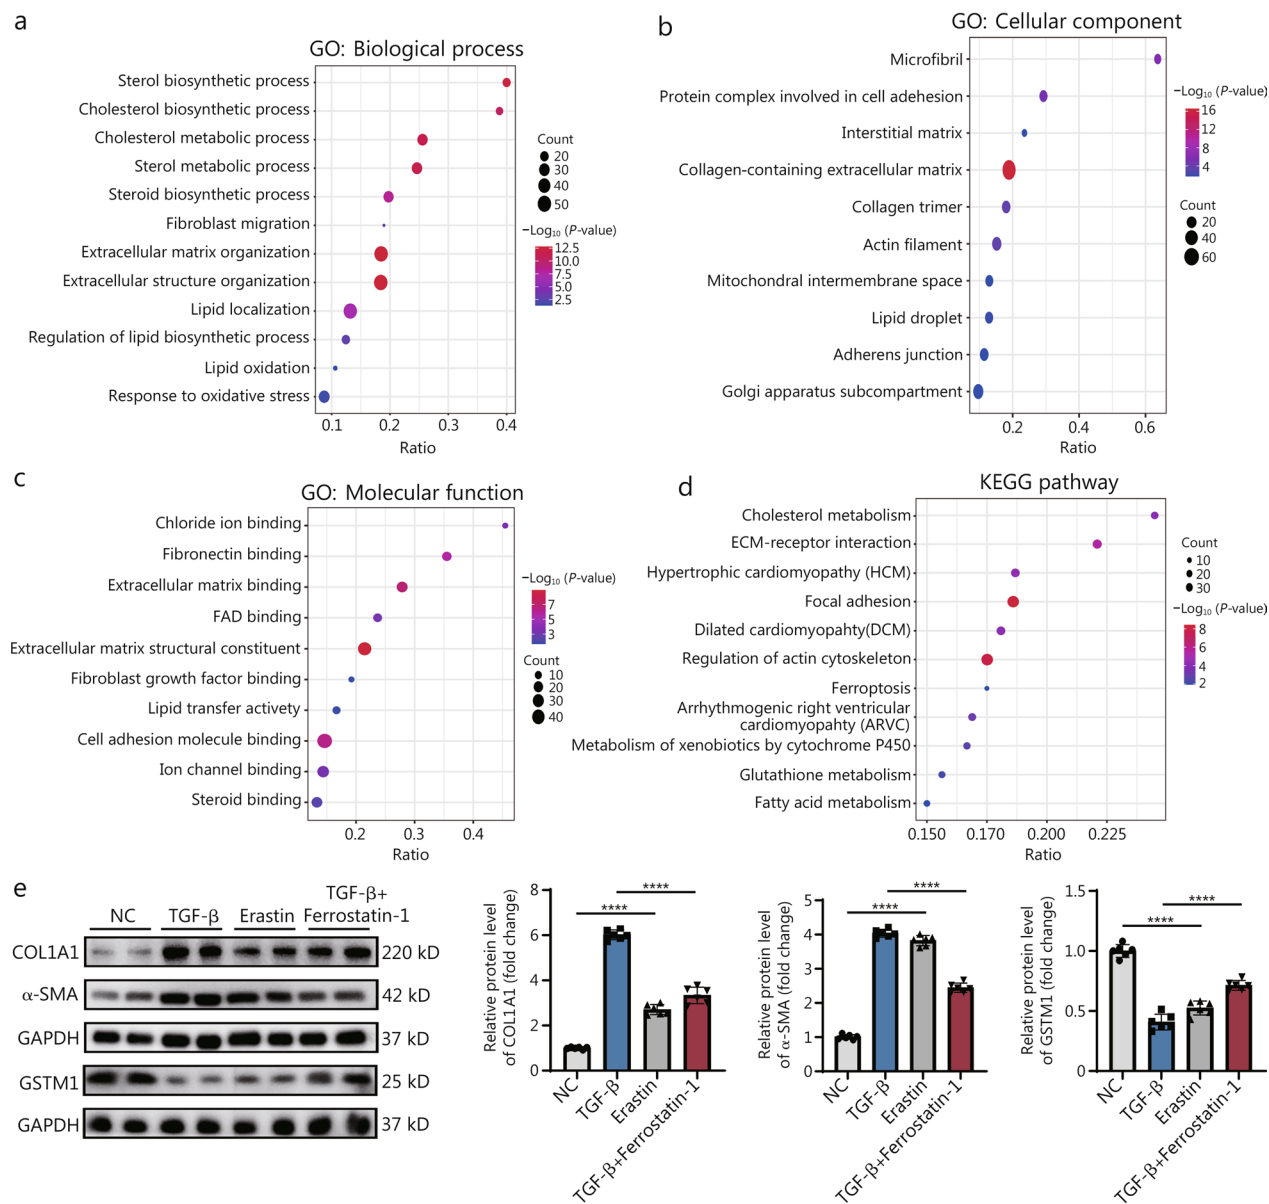 a
GO: Biological process
Sterol biosynthetic process
Cholesterol biosynthetic process
Cholesterol metabolic process
Sterol metabolic process
Steroid biosynthetic process
Fibroblast migration
Extracellular matrix organization
Extracellular structure organization
Lipid localization
Regulation of lipid biosynthetic process
Lipid oxidation
Response to oxidative stress
0.1 0.2 0.3 0.4
Ratio
Count
20
30
40
50
−Log10 (P-value)
12.5
10.0
7.5
5.0
2.5
b
GO: Cellular component
Microfibril
Protein complex involved in cell adehesion
Interstitial matrix
Collagen-containing extracellular matrix
Collagen trimer
Actin filament
Mitochondral intermembrane space
Lipid droplet
Adherens junction
Golgi apparatus subcompartment
0.2 0.4 0.6
Ratio
−Log10 (P-value)
16
12
8
4
Count
20
40
60
c
GO: Molecular function
Chloride ion binding
Fibronectin binding
Extracellular matrix binding
FAD binding
Extracellular matrix structural constituent
Fibroblast growth factor binding
Lipid transfer activety
Cell adhesion molecule binding
Ion channel binding
Steroid binding
0.2 0.3 0.4
Ratio
−Log10 (P-value)
7
5
3
Count
10
20
30
40
d
KEGG pathway
Cholesterol metabolism
ECM-receptor interaction
Hypertrophic cardiomyopathy (HCM)
Focal adhesion
Dilated cardiomyopahty(DCM)
Regulation of actin cytoskeleton
Ferroptosis
Arrhythmogenic right ventricular
cardiomyopahty (ARVC)
Metabolism of xenobiotics by cytochrome P450
Glutathione metabolism
Fatty acid metabolism
0.150 0.170 0.200 0.225
Ratio
Count
10
20
30
−Log10 (P-value)
8
6
4
2
e
NC TGF-β Erastin TGF-β+
Ferrostatin-1
COL1A1 220 kD
α-SMA 42 kD
GAPDH 37 kD
GSTM1 25 kD
GAPDH 37 kD
Relative protein level
of COL1A1 (fold change)
8
6
4
2
0
****
****
NC
TGF-β
Erastin
TGF-β+Ferrostatin-1
Relative protein level
of α-SMA (fold change)
5
4
3
2
1
0
****
****
NC
TGF-β
Erastin
TGF-β+Ferrostatin-1
Relative protein level
of GSTM1 (fold change)
1.5
1.0
0.5
0
****
****
NC
TGF-β
Erastin
TGF-β+Ferrostatin-1